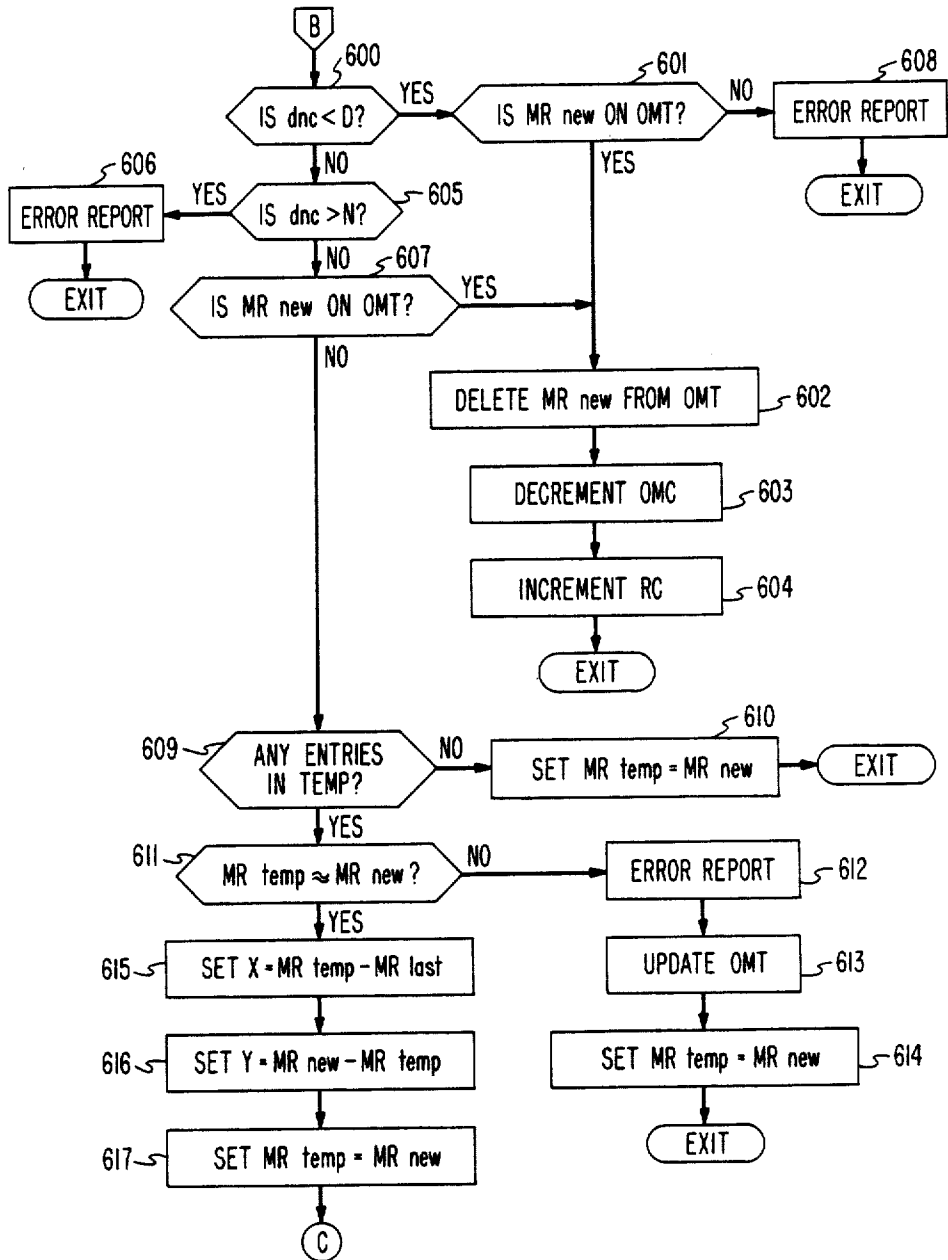 B
600
IS dnc < D?
YES
601
IS MR new ON OMT?
NO
608
ERROR REPORT
EXIT
NO
YES
606
ERROR REPORT
YES
IS dnc > N?
605
EXIT
NO
607
IS MR new ON OMT?
YES
NO
DELETE MR new FROM OMT
602
DECREMENT OMC
603
INCREMENT RC
604
EXIT
609
ANY ENTRIES
IN TEMP?
NO
610
SET MR temp = MR new
EXIT
YES
611
MR temp ≈ MR new?
NO
ERROR REPORT
612
YES
615
SET X = MR temp - MR last
UPDATE OMT
613
616
SET Y = MR new - MR temp
SET MR temp = MR new
614
EXIT
617
SET MR temp = MR new
C